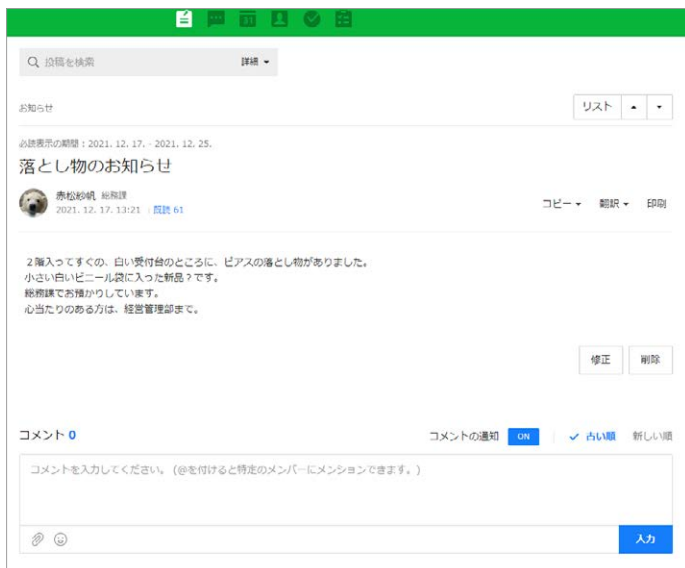 31
投稿を検索 詳細
お知らせ
リスト
必読表示の期間 : 2021. 12. 17. - 2021. 12. 25.
落とし物のお知らせ
赤松紗帆 総務課
2021. 12. 17. 13:21 既読 61
コピー 翻訳 印刷
2階入ってすぐの、白い受付台のところに、ピアスの落とし物がありました。
小さい白いビニール袋に入った新品？です。
総務課でお預かりしています。
心当たりのある方は、経営管理部まで。
修正 削除
コメント 0 コメントの通知 ON 古い順 新しい順
コメントを入力してください。 (@を付けると特定のメンバーにメンションできます。)
入力